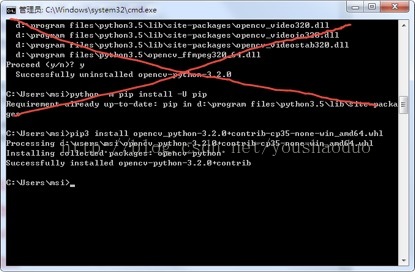 管理员: C:\Windows\system32\cmd.exe
d:\program files\python3.5\lib\site-packages\opencv_video320.dll
d:\program files\python3.5\lib\site-packages\opencv_videoio320.dll
d:\program files\python3.5\lib\site-packages\opencv_videostab320.dll
d:\program files\python3.5\opencv_ffmpeg320_64.dll
Proceed (y/n)? y
Successfully uninstalled opencv-python-3.2.0
C:\Users\msi>python -m pip install -U pip
Requirement already up-to-date: pip in d:\program files\python3.5\lib\site-packa
ges
C:\Users\msi>pip3 install opencv_python-3.2.0+contrib-cp35-none-win_amd64.whl
Processing d:\users\msi\opencv_python-3.2.0+contrib-cp35-none-win_amd64.whl
Installing collected packages: opencv-python
http://blog.csdn.net/youshaoduo
Successfully installed opencv-python-3.2.0+contrib
C:\Users\msi>